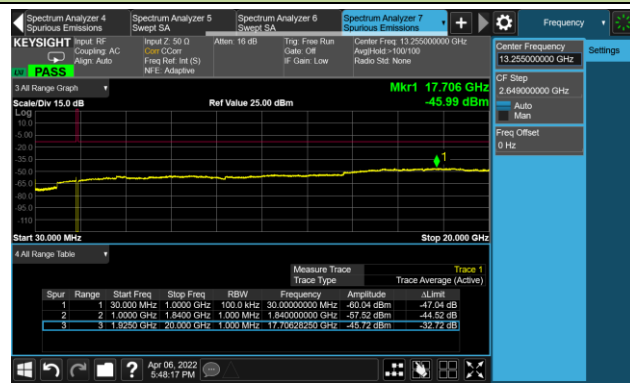 Spectrum Analyzer 4
Spurious Emissions
Spectrum Analyzer 5
Swept SA
Spectrum Analyzer 6
Swept SA
Spectrum Analyzer 7
Spurious Emissions
Frequency
KEYSIGHT
Input: RF
Coupling: AC
Align: Auto
Input Z: 50 Ω
Corr CCorr
Freq Ref: Int (S)
NFE: Adaptive
Atten: 16 dB
Trig: Free Run
Gate: Off
IF Gain: Low
Center Freq: 13.255000000 GHz
Avg|Hold:>100/100
Radio Std: None
PASS
Center Frequency
13.255000000 GHz
Settings
CF Step
2.649000000 GHz
Auto
Man
Freq Offset
0 Hz
3 All Range Graph
Mkr1 17.706 GHz
Scale/Div 15.0 dB
Ref Value 25.00 dBm
-45.99 dBm
Log
10.0
-5.00
-20.0
-35.0
-50.0
-65.0
-80.0
-95.0
-110
1
Start 30.000 MHz
Stop 20.000 GHz
4 All Range Table
Measure Trace Trace 1
Trace Type Trace Average (Active)
Spur Range Start Freq Stop Freq RBW Frequency Amplitude ΔLimit
1 1 30.000 MHz 1.0000 GHz 100.0 kHz 30.00000000 MHz -60.04 dBm -47.04 dB
2 2 1.0000 GHz 1.8400 GHz 1.000 MHz 1.840000000 GHz -57.52 dBm -44.52 dB
3 3 1.9250 GHz 20.000 GHz 1.000 MHz 17.70628250 GHz -45.72 dBm -32.72 dB
Apr 06, 2022
5:48:17 PM